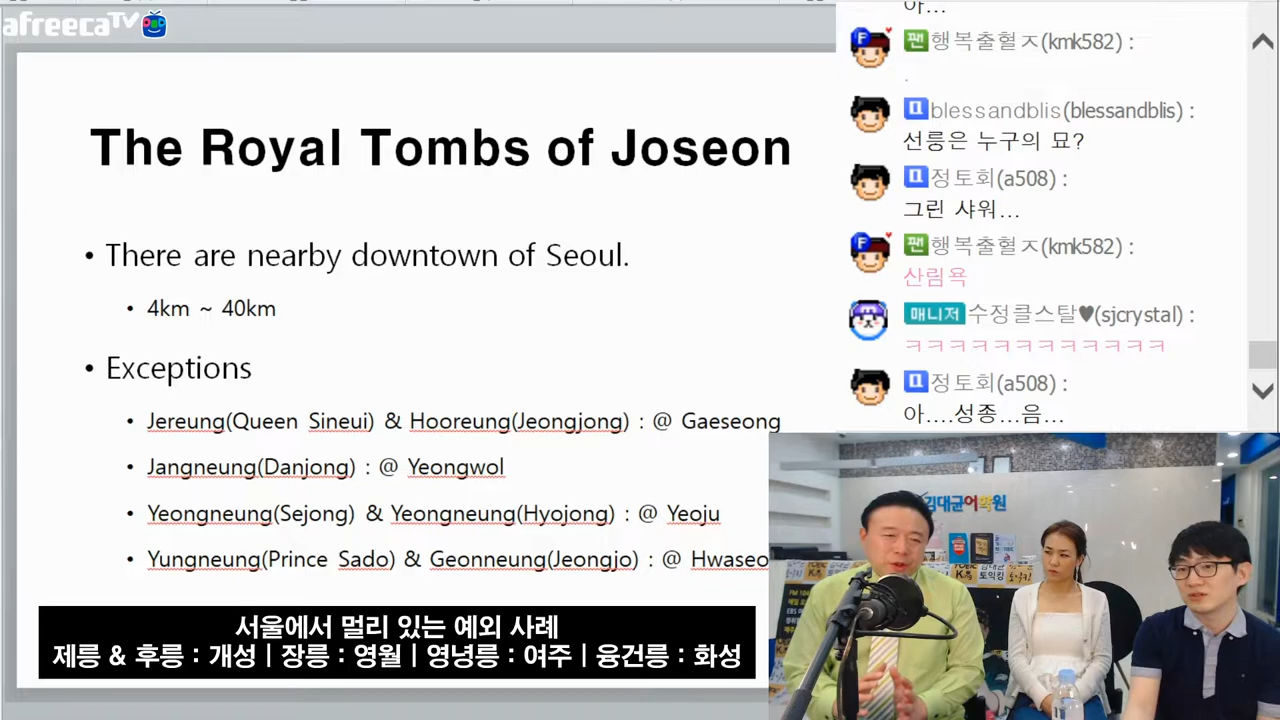 afreecaTV
The Royal Tombs of Joseon
• There are nearby downtown of Seoul.
• 4km ~ 40km
• Exceptions
• Jereung(Queen Sineui) & Hooreung(Jeongjong) : @ Gaeseong
• Jangneung(Danjong) : @ Yeongwol
• Yeongneung(Sejong) & Yeongneung(Hyojong) : @ Yeoju
• Yungneung(Prince Sado) & Geonneung(Jeongjo) : @ Hwaseo
서울에서 멀리 있는 예외 사례
제릉 & 후릉 : 개성 | 장릉 : 영월 | 영녕릉 : 여주 | 융건릉 : 화성
아...
팬 행복출혈ㅈ(kmk582) :
.
blessandblis(blessandblis) :
선릉은 누구의 묘?
정토회(a508) :
그린 샤워...
팬 행복출혈ㅈ(kmk582) :
산림욕
매니저 수정클스탈♥(sjcrystal) :
ㅋㅋㅋㅋㅋㅋㅋㅋㅋㅋㅋㅋ
정토회(a508) :
아....성종...음...
김대균어학원